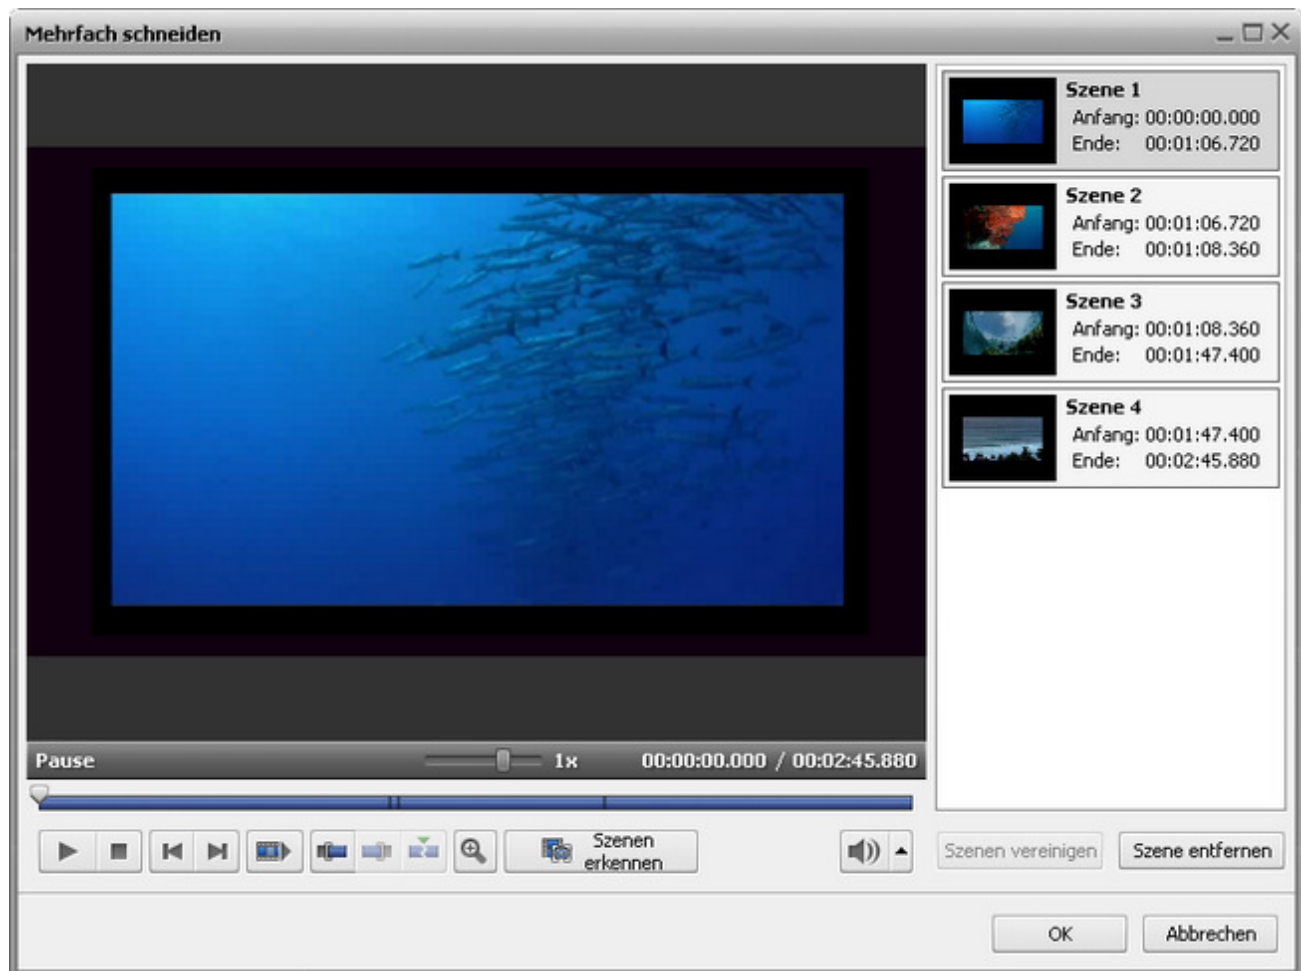 Mehrfach schneiden
Szene 1
Anfang: 00:00:00.000
Ende: 00:01:06.720
Szene 2
Anfang: 00:01:06.720
Ende: 00:01:08.360
Szene 3
Anfang: 00:01:08.360
Ende: 00:01:47.400
Szene 4
Anfang: 00:01:47.400
Ende: 00:02:45.880
Pause 1x 00:00:00.000 / 00:02:45.880
Szenen
erkennen
Szenen vereinigen Szene entfernen
OK Abbrechen